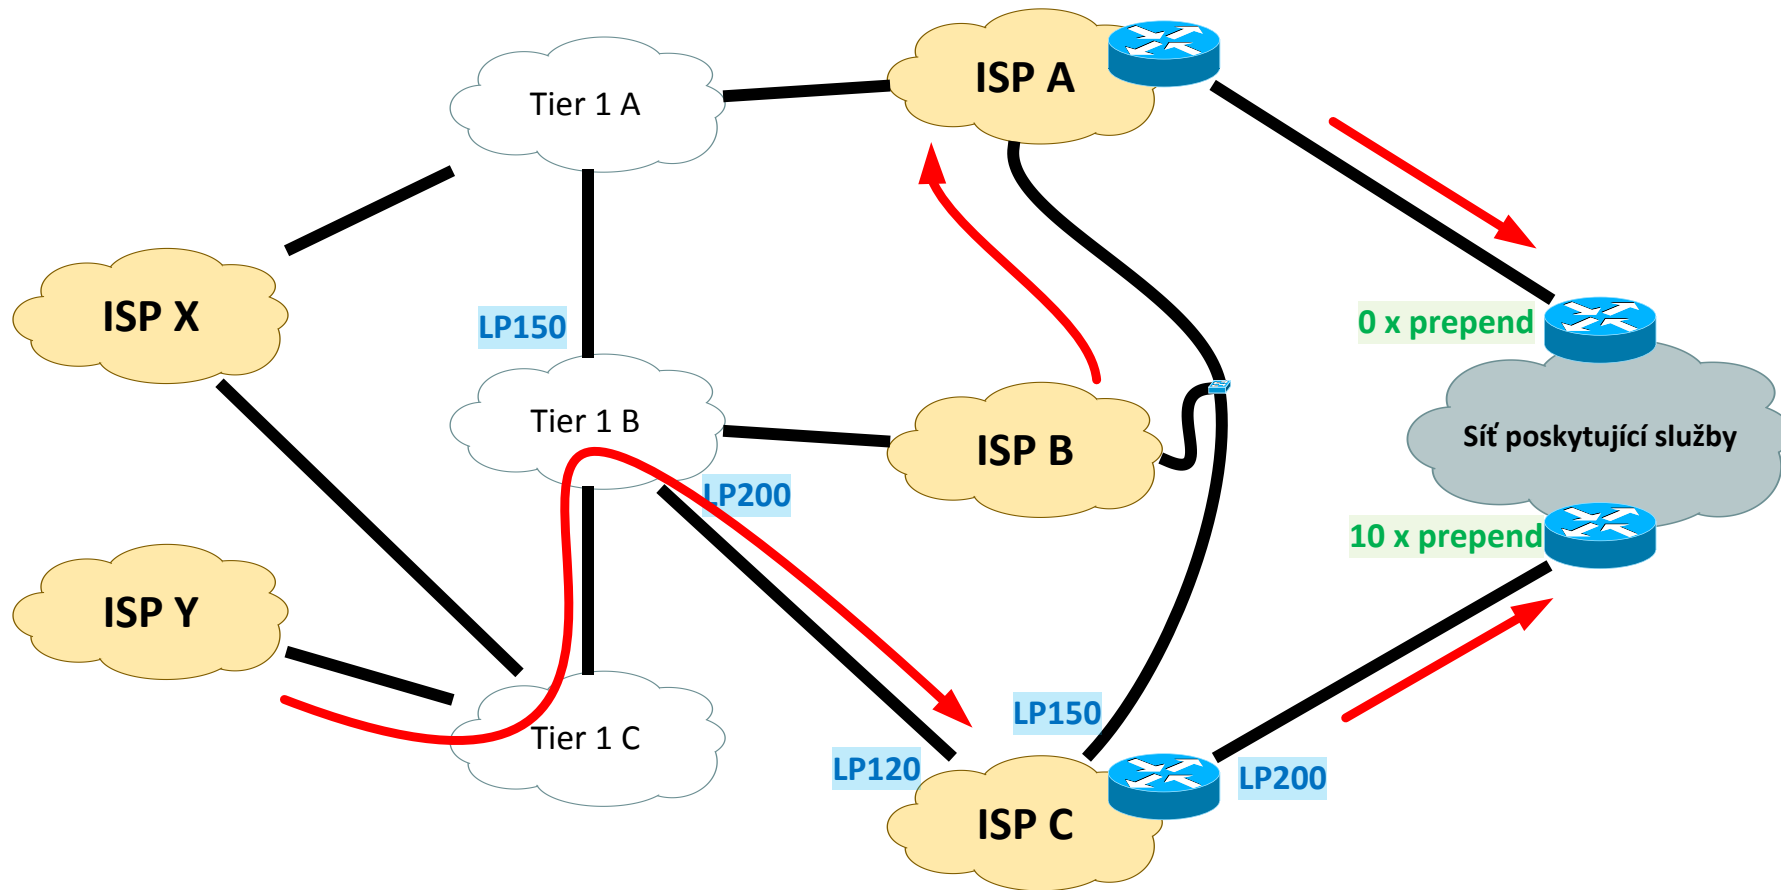 ISP A
Tier 1 A
ISP X
LP150
0 x prepend
Tier 1 B
ISP B
Síť poskytující služby
LP200
10 x prepend
ISP Y
Tier 1 C
LP150
LP120
LP200
ISP C